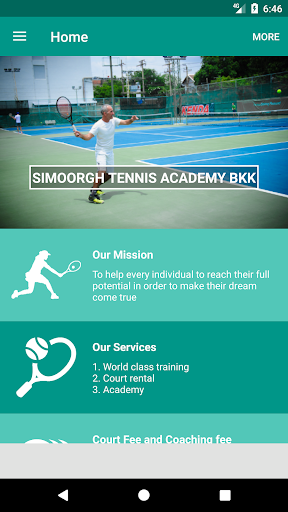 4G 6:46
Home MORE
SIMOORGH TENNIS ACADEMY BKK
Our Mission
To help every individual to reach their full
potential in order to make their dream
come true
Our Services
1. World class training
2. Court rental
3. Academy
Court Fee and Coaching fee